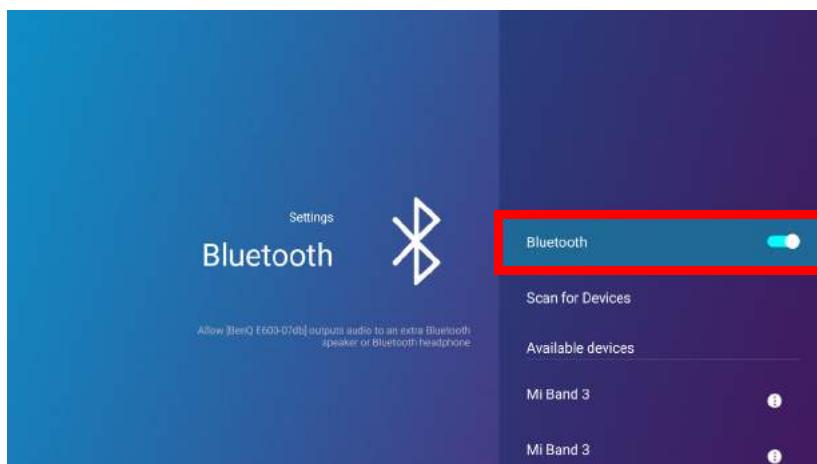 Settings
Bluetooth
Allow [BenQ E600-07db] outputs audio to an extra Bluetooth
speaker or Bluetooth headphone
Bluetooth
Scan for Devices
Available devices
Mi Band 3
Mi Band 3